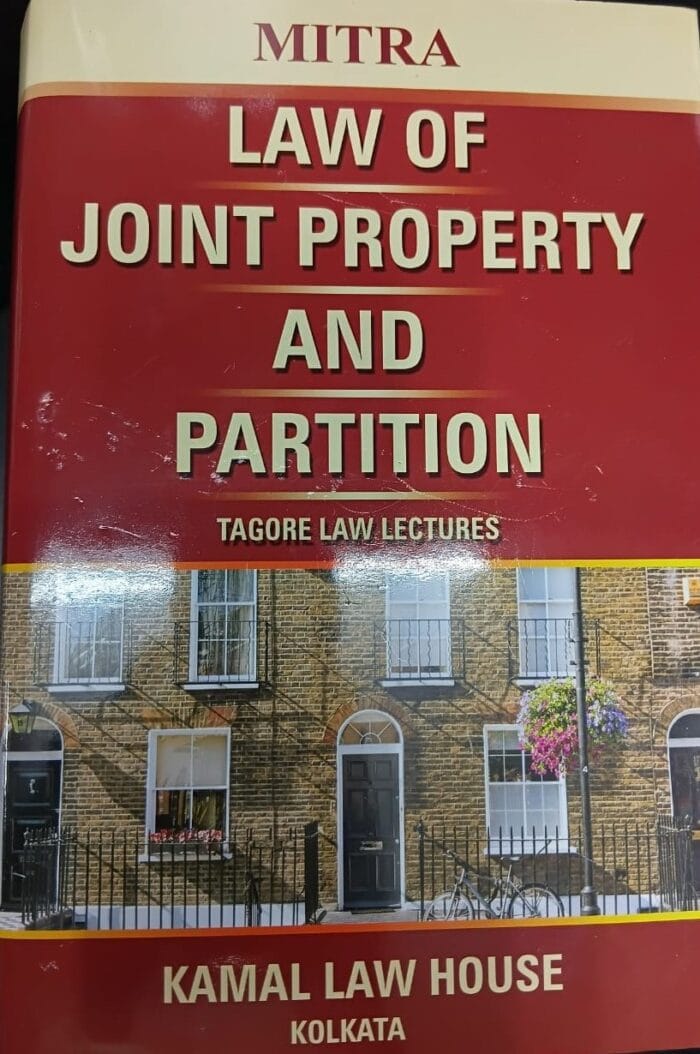 MITRA
LAW OF
JOINT PROPERTY
AND
PARTITION
TAGORE LAW LECTURES
KAMAL LAW HOUSE
KOLKATA